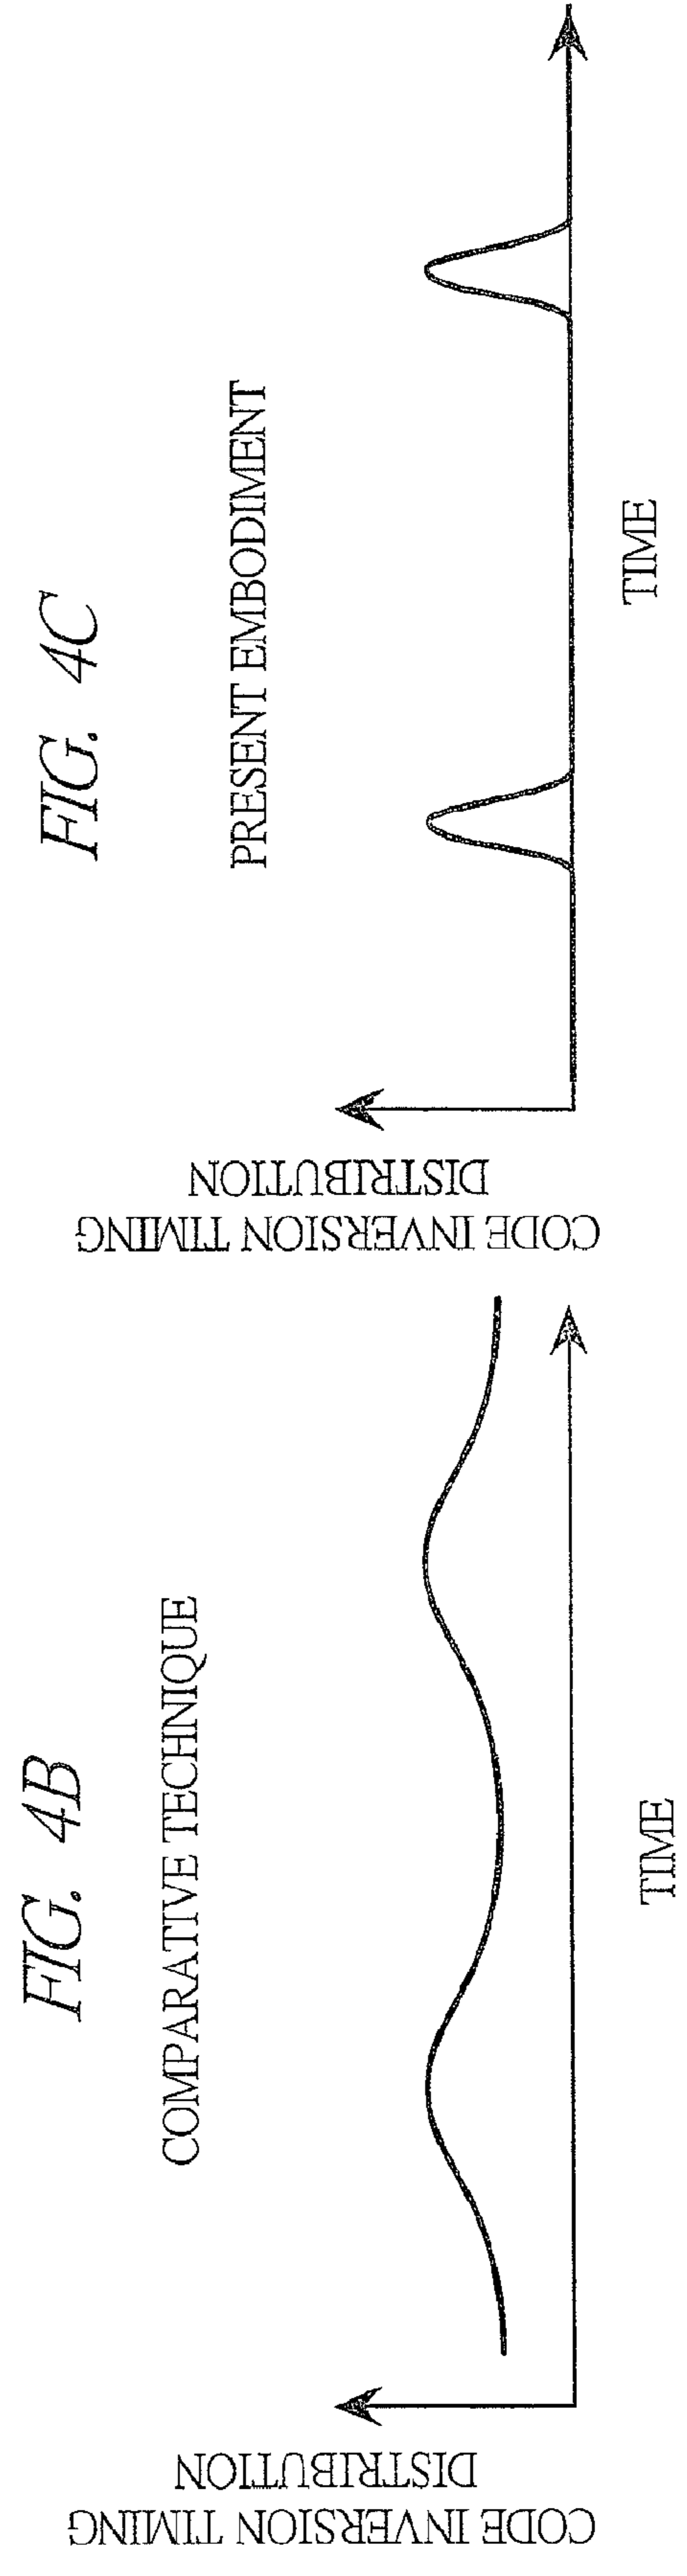 FIG. 4B
COMPARATIVE TECHNIQUE
CODE INVERSION TIMING
DISTRIBUTION
TIME
FIG. 4C
PRESENT EMBODIMENT
CODE INVERSION TIMING
DISTRIBUTION
TIME